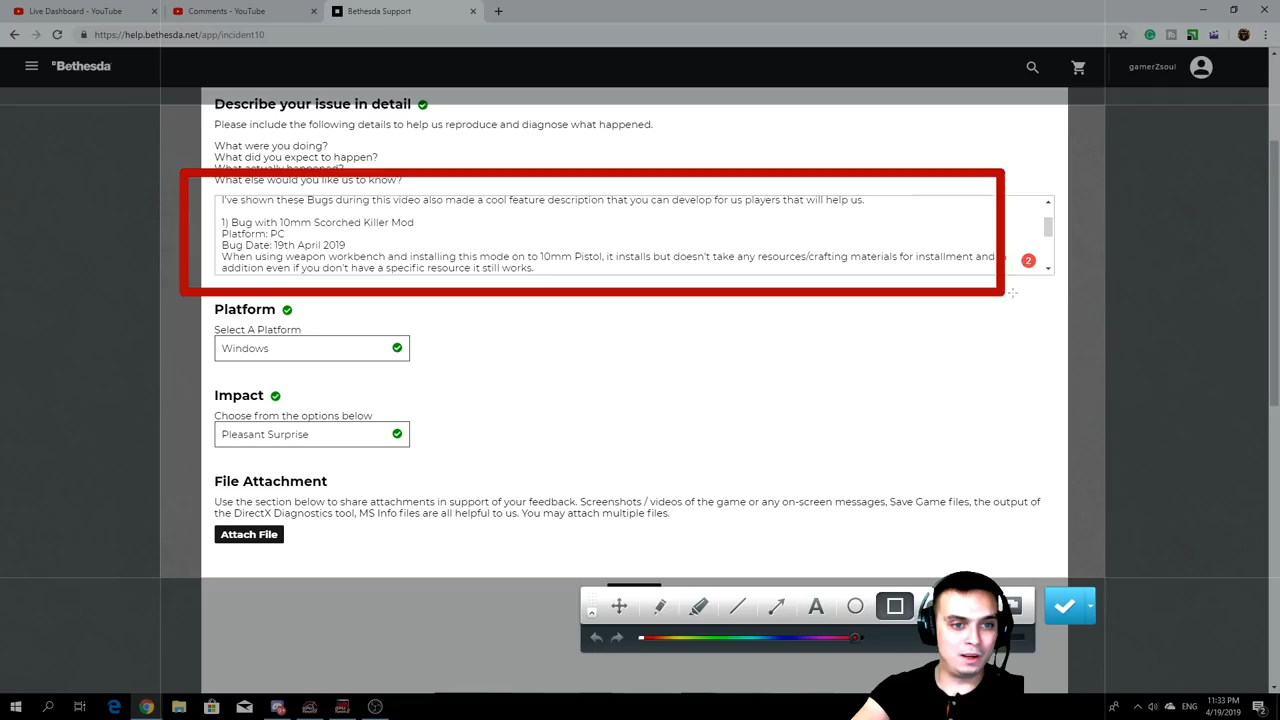 Live Dashboard - YouTube
Comments - YouTube
Bethesda Support
https://help.bethesda.net/app/incident10
Bethesda
gamerZsoul
Describe your issue in detail
Please include the following details to help us reproduce and diagnose what happened.
What were you doing?
What did you expect to happen?
What actually happened?
What else would you like us to know?
I've shown these Bugs during this video also made a cool feature description that you can develop for us players that will help us.
1) Bug with 10mm Scorched Killer Mod
Platform: PC
Bug Date: 19th April 2019
When using weapon workbench and installing this mode on to 10mm Pistol, it installs but doesn't take any resources/crafting materials for installment and in
addition even if you don't have a specific resource it still works.
2
Platform
Select A Platform
Windows
Impact
Choose from the options below
Pleasant Surprise
File Attachment
Use the section below to share attachments in support of your feedback. Screenshots / videos of the game or any on-screen messages, Save Game files, the output of
the DirectX Diagnostics tool, MS Info files are all helpful to us. You may attach multiple files.
Attach File
A
ENG
11:33 PM
4/19/2019
2